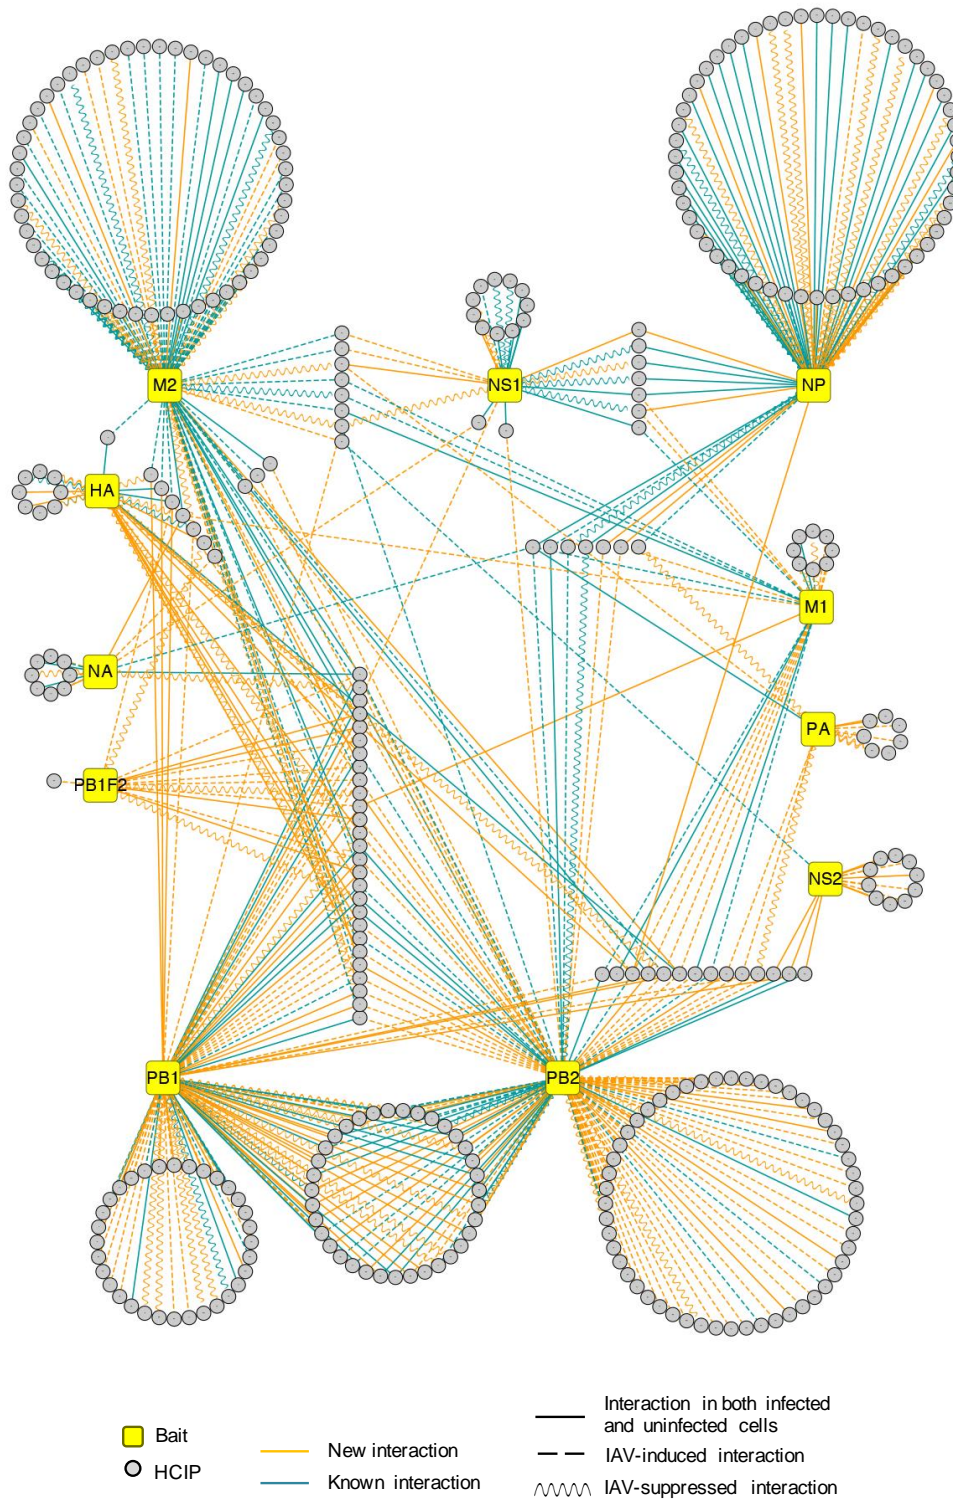 M2
NS1
NP
HA
M1
NA
PA
PB1F2
NS2
PB1
PB2
Interaction in both infected
and uninfected cells
Bait
New interaction
IAV-induced interaction
HCIP
Known interaction
IAV-suppressed interaction